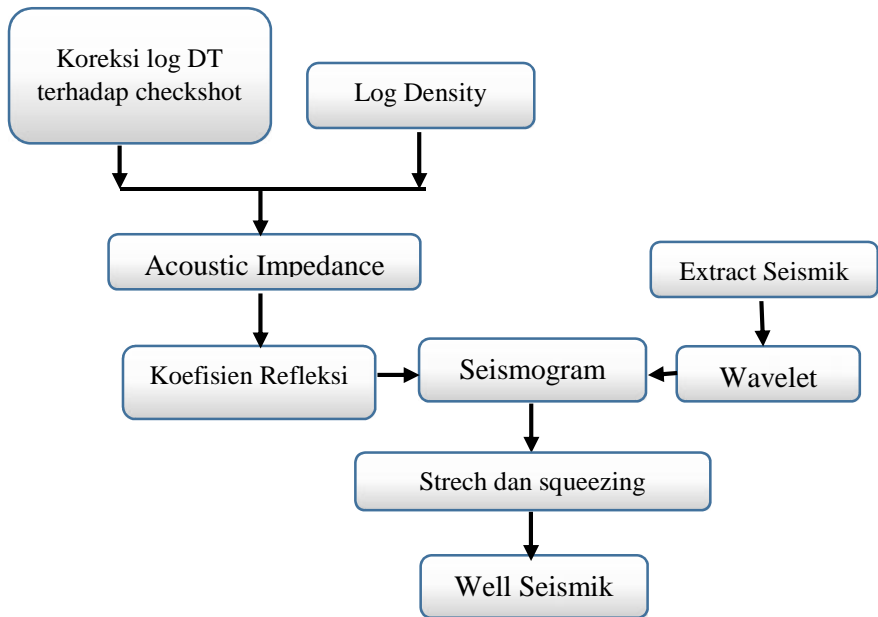 Koreksi log DT
terhadap checkshot
Log Density
Acoustic Impedance
Extract Seismik
Koefisien Refleksi
Seismogram
Wavelet
Strech dan squeezing
Well Seismik